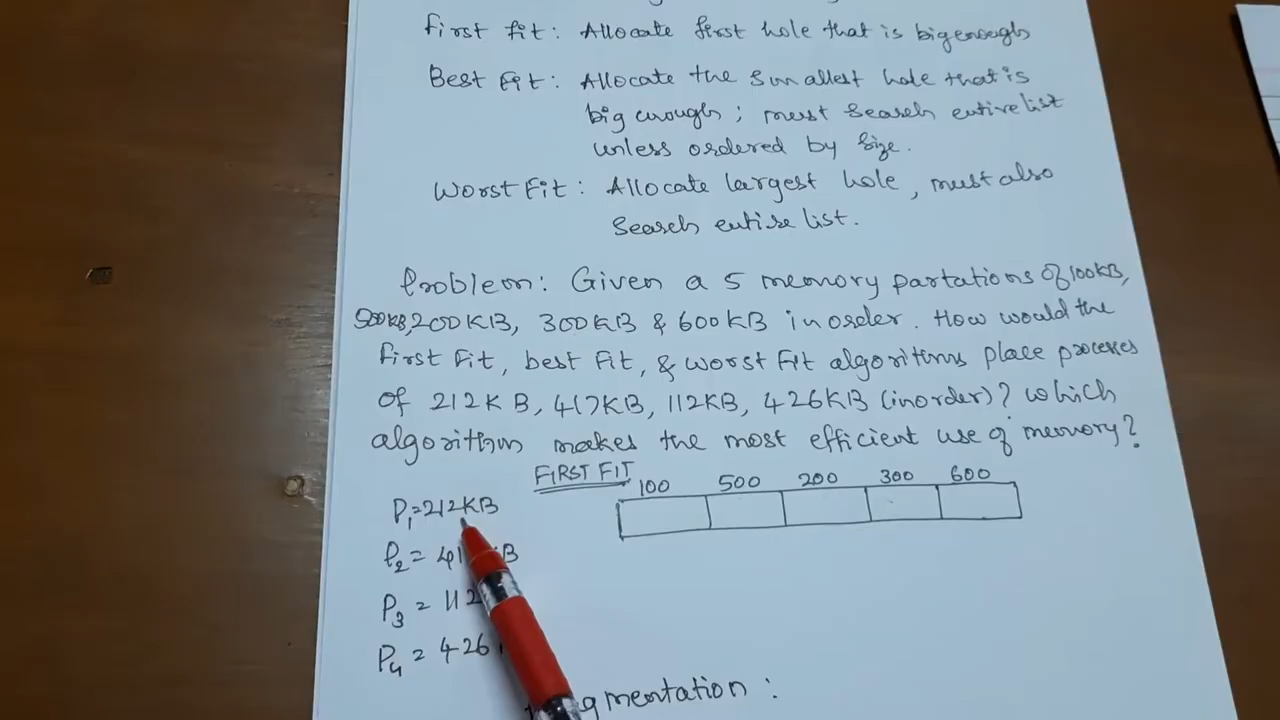 First Fit: Allocate first hole that is big enough
Best Fit: Allocate the smallest hole that is
big enough; must search entire list
unless ordered by size.
Worst Fit: Allocate largest hole, must also
Search entire list.
Problem: Given a 5 memory partations of 100KB,
500KB, 200KB, 300KB & 600KB in order. How would the
First Fit, best Fit, & worst Fit algorithms place processes
of 212KB, 417KB, 112KB, 426KB (inorder)? which
algorithm makes the most efficient use of memory?
FIRST FIT 100 500 200 300 600
P1=212KB
P2= 41 B
P3 = 112
P4 = 426
gmentation: